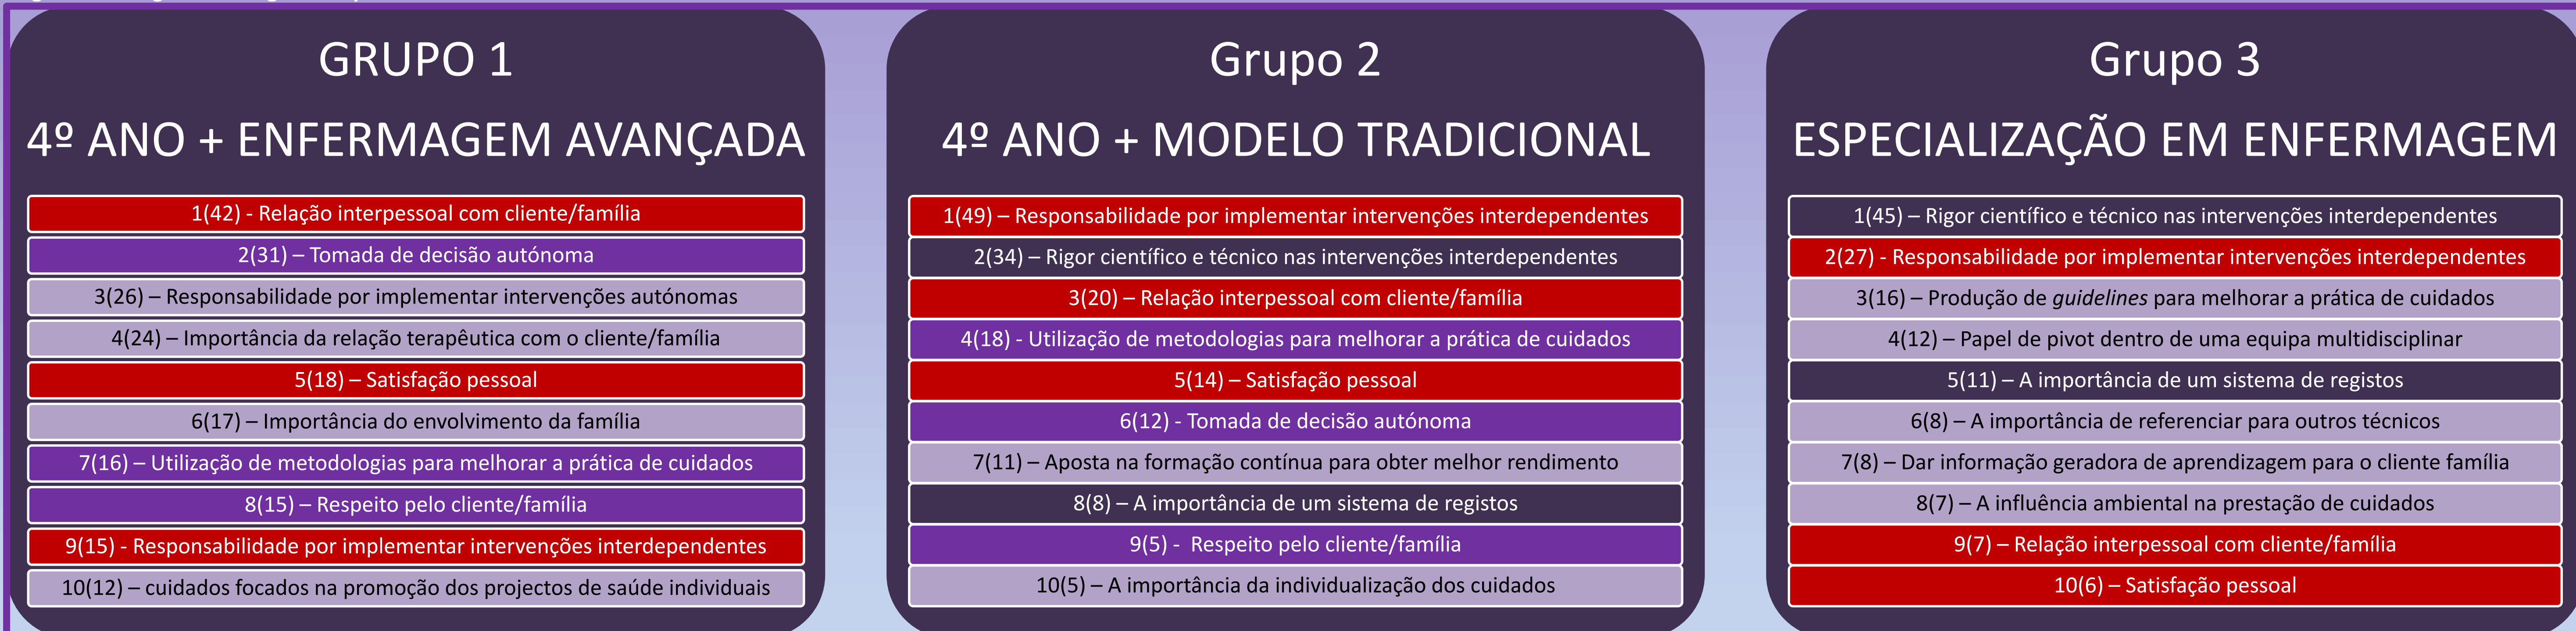 GRUPO 1
4º ANO + ENFERMAGEM AVANÇADA
1(42) - Relação interpessoal com cliente/família
2(31) – Tomada de decisão autónoma
3(26) – Responsabilidade por implementar intervenções autónomas
4(24) – Importância da relação terapêutica com o cliente/família
5(18) – Satisfação pessoal
6(17) – Importância do envolvimento da família
7(16) – Utilização de metodologias para melhorar a prática de cuidados
8(15) – Respeito pelo cliente/família
9(15) - Responsabilidade por implementar intervenções interdependentes
10(12) – cuidados focados na promoção dos projectos de saúde individuais
Grupo 2
4º ANO + MODELO TRADICIONAL
1(49) – Responsabilidade por implementar intervenções interdependentes
2(34) – Rigor científico e técnico nas intervenções interdependentes
3(20) – Relação interpessoal com cliente/família
4(18) - Utilização de metodologias para melhorar a prática de cuidados
5(14) – Satisfação pessoal
6(12) - Tomada de decisão autónoma
7(11) – Aposta na formação contínua para obter melhor rendimento
8(8) – A importância de um sistema de registos
9(5) - Respeito pelo cliente/família
10(5) – A importância da individualização dos cuidados
Grupo 3
ESPECIALIZAÇÃO EM ENFERMAGEM
1(45) – Rigor científico e técnico nas intervenções interdependentes
2(27) - Responsabilidade por implementar intervenções interdependentes
3(16) – Produção de guidelines para melhorar a prática de cuidados
4(12) – Papel de pivot dentro de uma equipa multidisciplinar
5(11) – A importância de um sistema de registos
6(8) – A importância de referenciar para outros técnicos
7(8) – Dar informação geradora de aprendizagem para o cliente família
8(7) – A influência ambiental na prestação de cuidados
9(7) – Relação interpessoal com cliente/família
10(6) – Satisfação pessoal